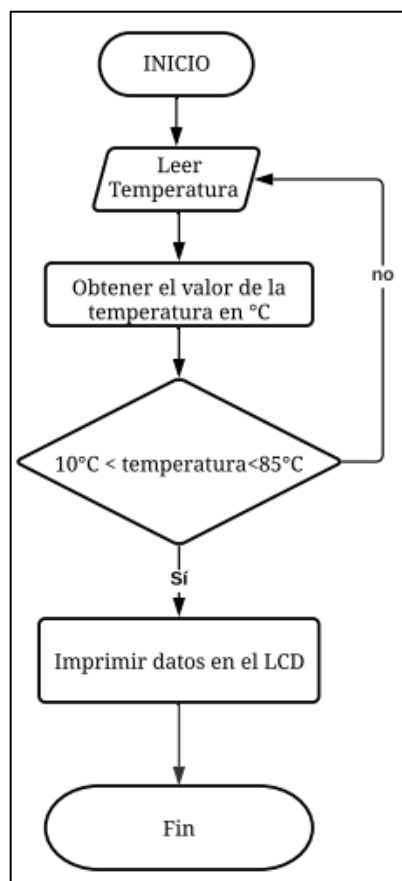 INICIO
Leer
Temperatura
no
Obtener el valor de la
temperatura en °C
10°C < temperatura<85°C
Sí
Imprimir datos en el LCD
Fin